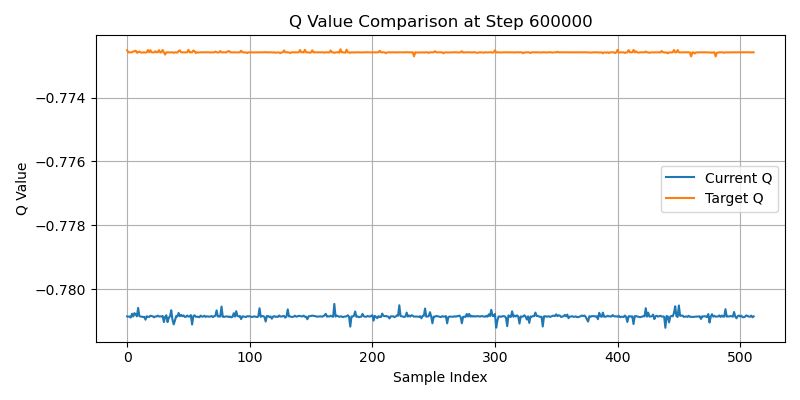 Q Value Comparison at Step 600000
−0.774
−0.776
−0.778
−0.780
Q Value
Current Q
Target Q
0
100
200
300
400
500
Sample Index